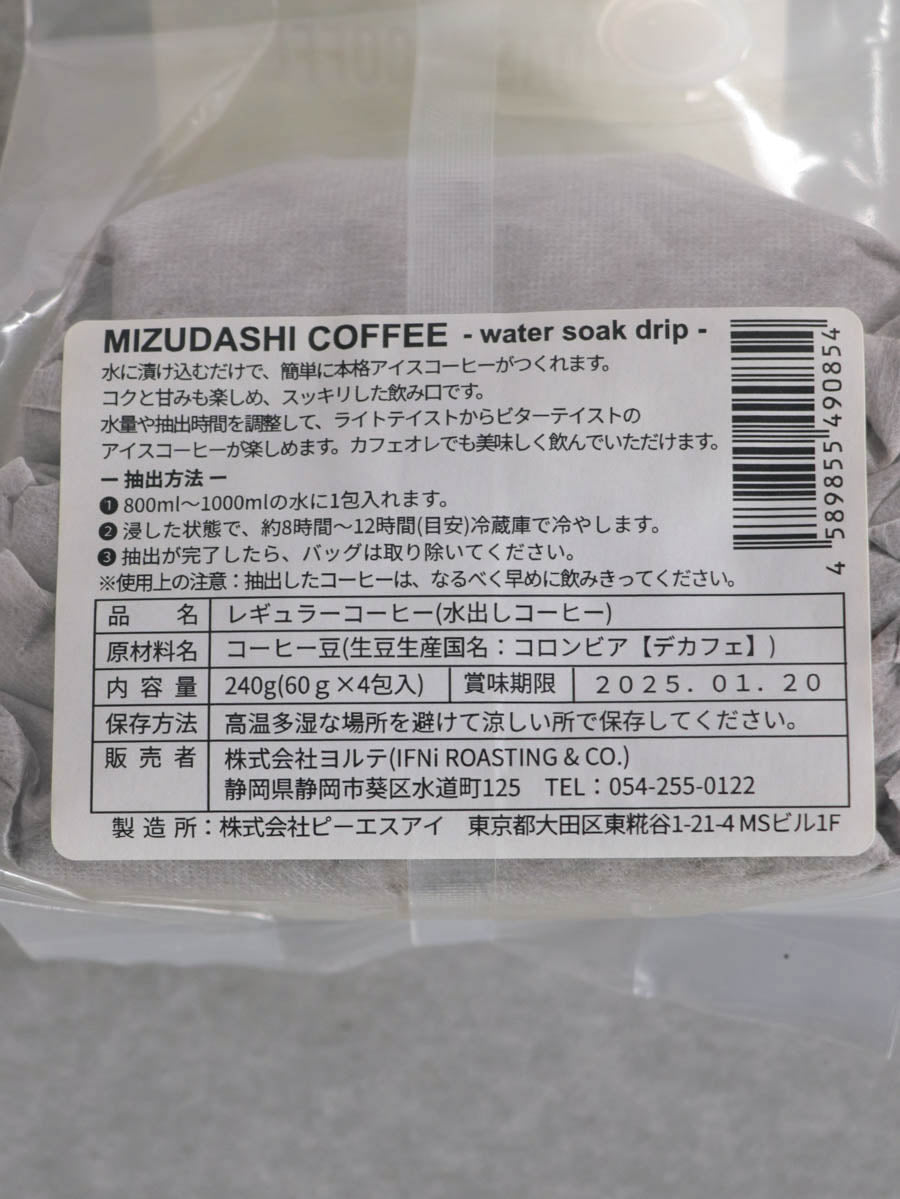 MIZUDASHI COFFEE - water soak drip -
水に漬け込むだけで、簡単に本格アイスコーヒーがつくれます。
コクと甘みも楽しめ、スッキリした飲み口です。
水量や抽出時間を調整して、ライトテイストからビターテイストの
アイスコーヒーが楽しめます。カフェオレでも美味しく飲んでいただけます。
ー 抽出方法 ー
❶ 800ml〜1000mlの水に1包入れます。
❷ 浸した状態で、約8時間〜12時間(目安)冷蔵庫で冷やします。
❸ 抽出が完了したら、バッグは取り除いてください。
※使用上の注意：抽出したコーヒーは、なるべく早めに飲みきってください。
4 589855 490854
品 名 レギュラーコーヒー(水出しコーヒー)
原材料名 コーヒー豆(生豆生産国名：コロンビア【デカフェ】)
内 容 量 240g(60ｇ×4包入) 賞味期限 ２０２５．０１．２０
保存方法 高温多湿な場所を避けて涼しい所で保存してください。
販 売 者 株式会社ヨルテ(IFNi ROASTING & CO.)
静岡県静岡市葵区水道町125 TEL：054-255-0122
製 造 所：株式会社ピーエスアイ 東京都大田区東糀谷1-21-4 MSビル1F